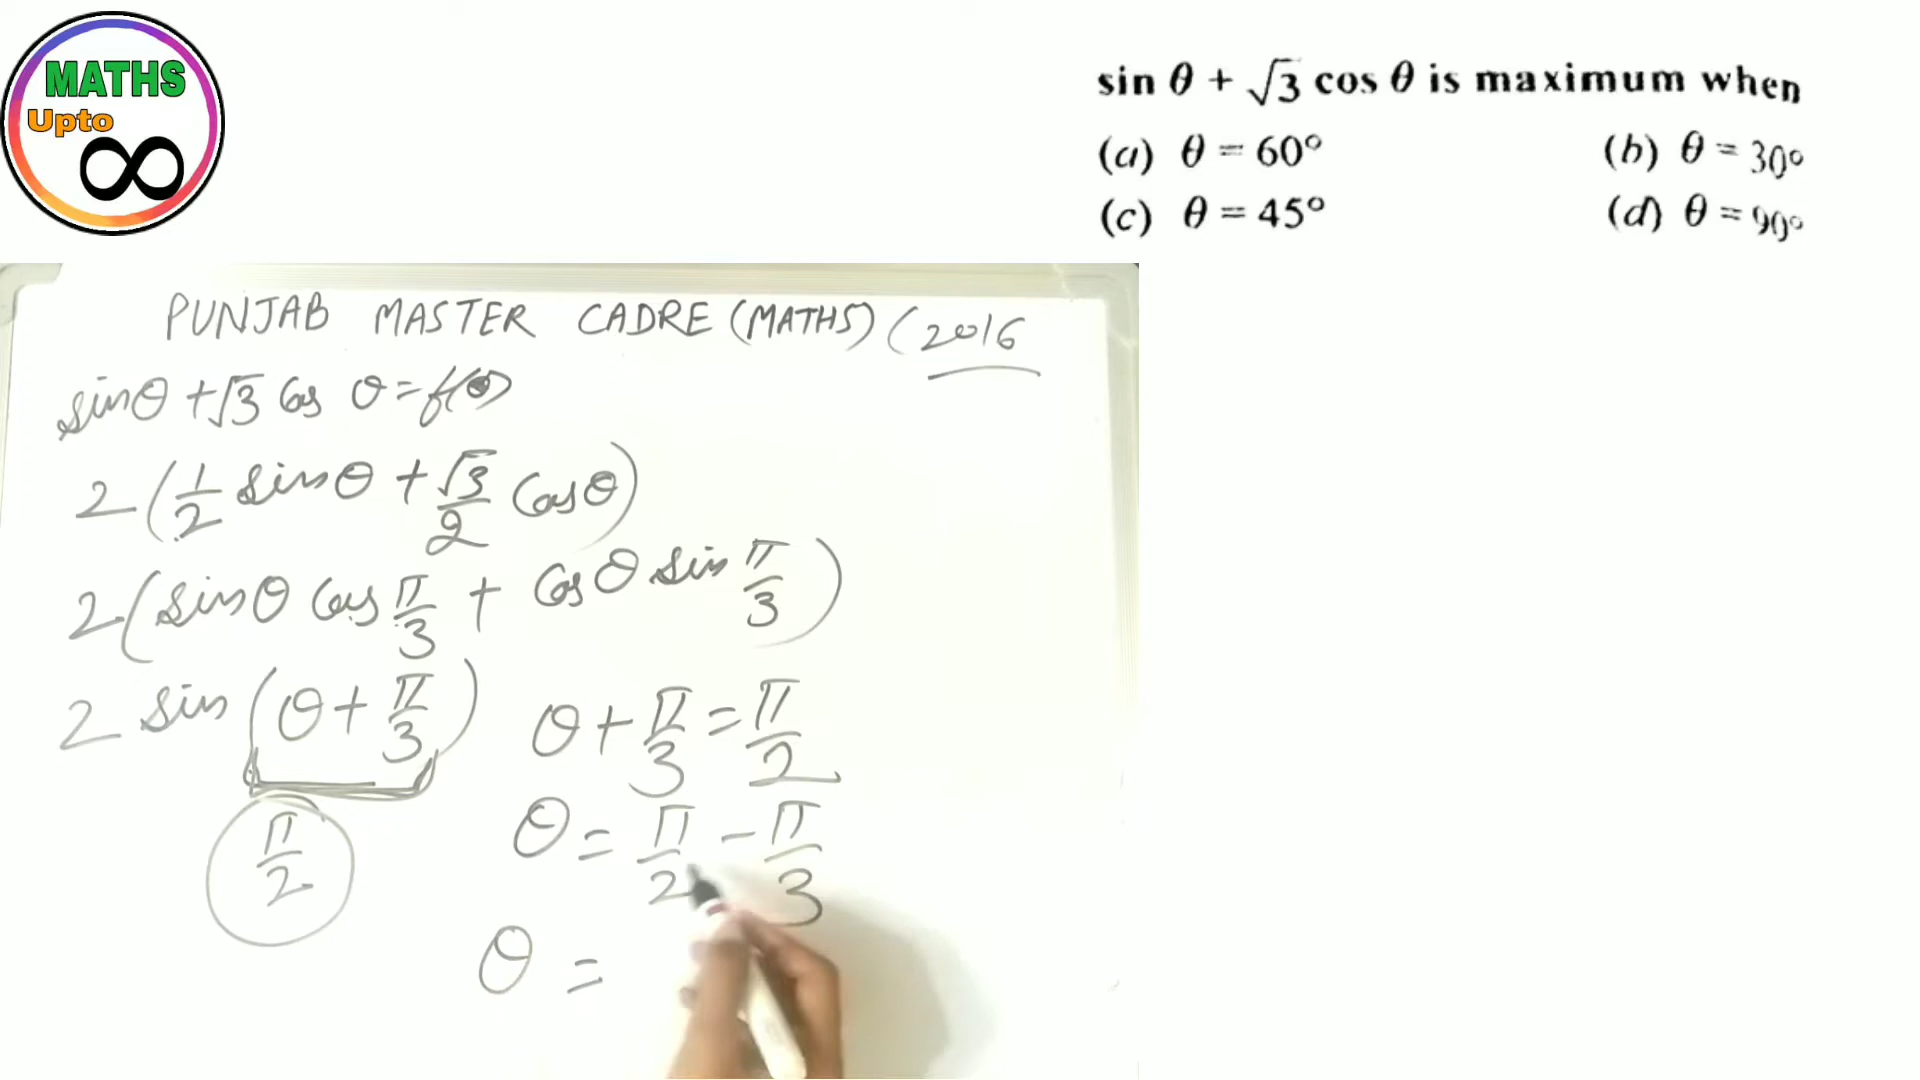 MATHS
Upto
∞
sin θ + √3 cos θ is maximum when
(a) θ = 60° (b) θ = 30°
(c) θ = 45° (d) θ = 90°
PUNJAB MASTER CADRE (MATHS) (2016
sinθ + √3 Cos θ = f(θ)
2 (1/2 sinθ + √3/2 Cosθ)
2 (sinθ Cos π/3 + Cosθ sin π/3)
2 sin (θ + π/3) θ + π/3 = π/2
π/2 θ = π/2 - π/3
θ =